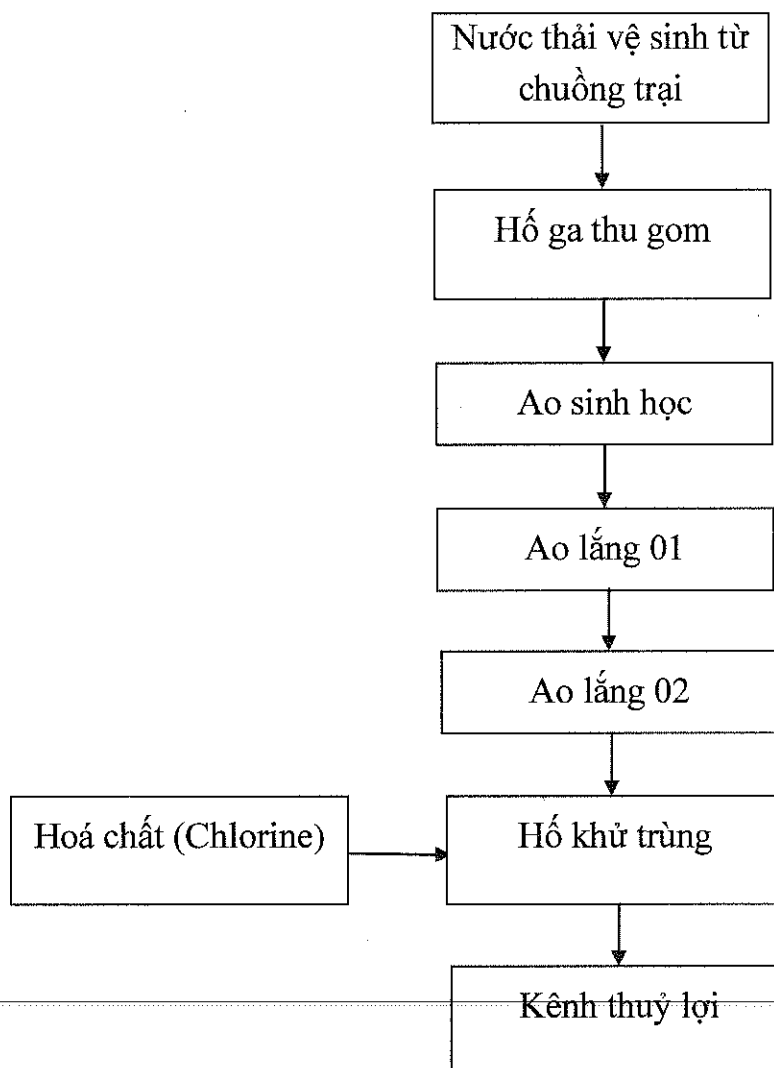 Nước thải vệ sinh từ
chuồng trại
Hố ga thu gom
Ao sinh học
Ao lắng 01
Ao lắng 02
Hoá chất (Chlorine)
Hố khử trùng
Kênh thuỷ lợi